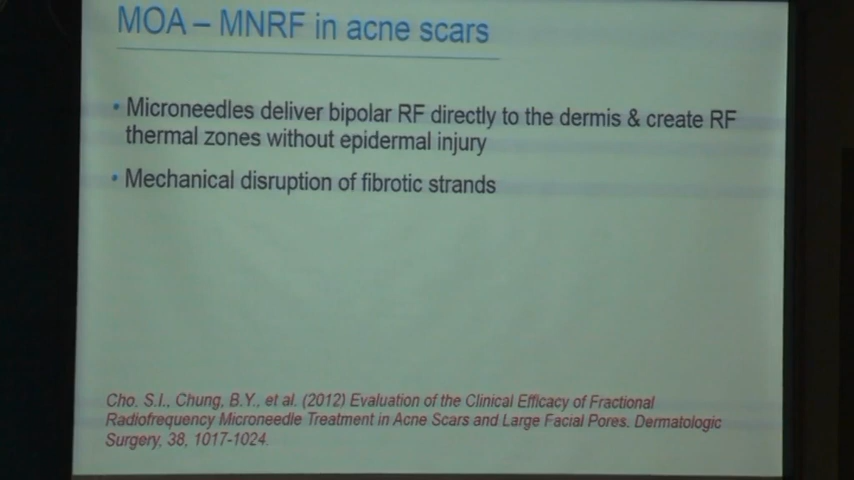 MOA – MNRF in acne scars
• Microneedles deliver bipolar RF directly to the dermis & create RF
thermal zones without epidermal injury
• Mechanical disruption of fibrotic strands
Cho, S.I., Chung, B.Y., et al. (2012) Evaluation of the Clinical Efficacy of Fractional
Radiofrequency Microneedle Treatment in Acne Scars and Large Facial Pores. Dermatologic
Surgery, 38, 1017-1024.